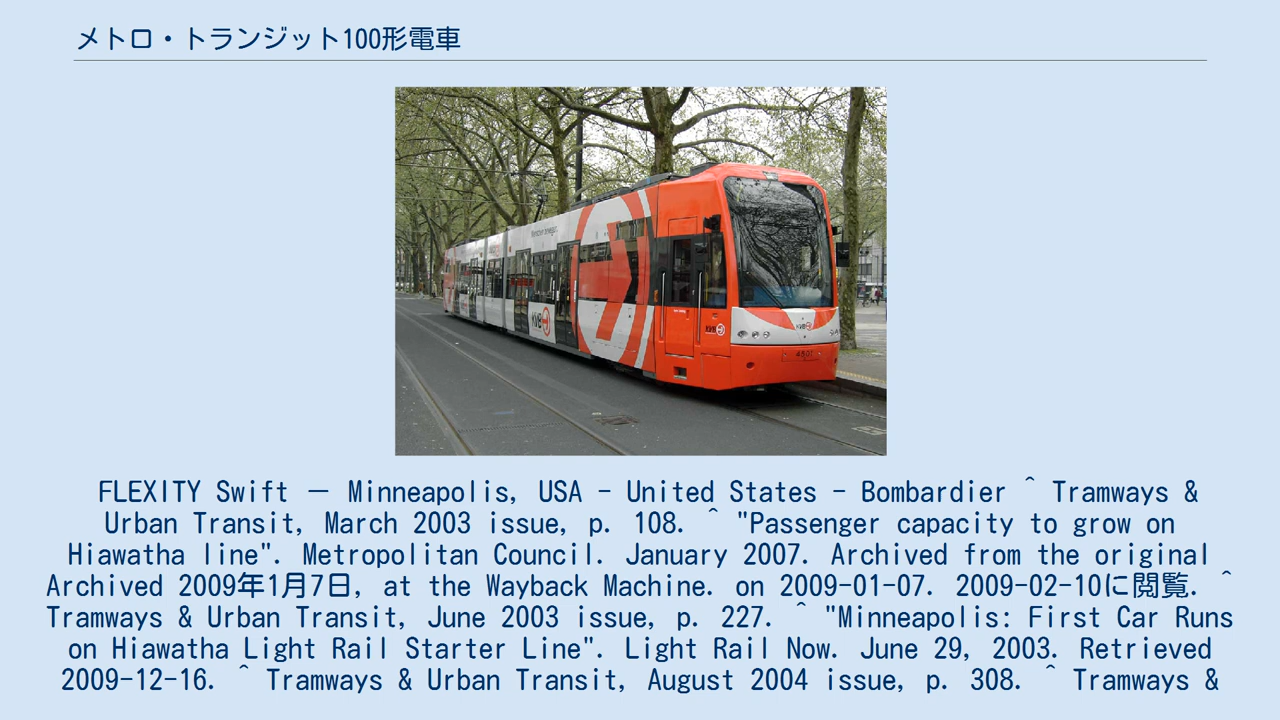 メトロ・トランジット100形電車
KVB
KVB
KVB
4501
FLEXITY Swift － Minneapolis, USA - United States - Bombardier ^ Tramways &
Urban Transit, March 2003 issue, p. 108. ^ "Passenger capacity to grow on
Hiawatha line". Metropolitan Council. January 2007. Archived from the original
Archived 2009年1月7日, at the Wayback Machine. on 2009-01-07. 2009-02-10に閲覧. ^
Tramways & Urban Transit, June 2003 issue, p. 227. ^ "Minneapolis: First Car Runs
on Hiawatha Light Rail Starter Line". Light Rail Now. June 29, 2003. Retrieved
2009-12-16. ^ Tramways & Urban Transit, August 2004 issue, p. 308. ^ Tramways &